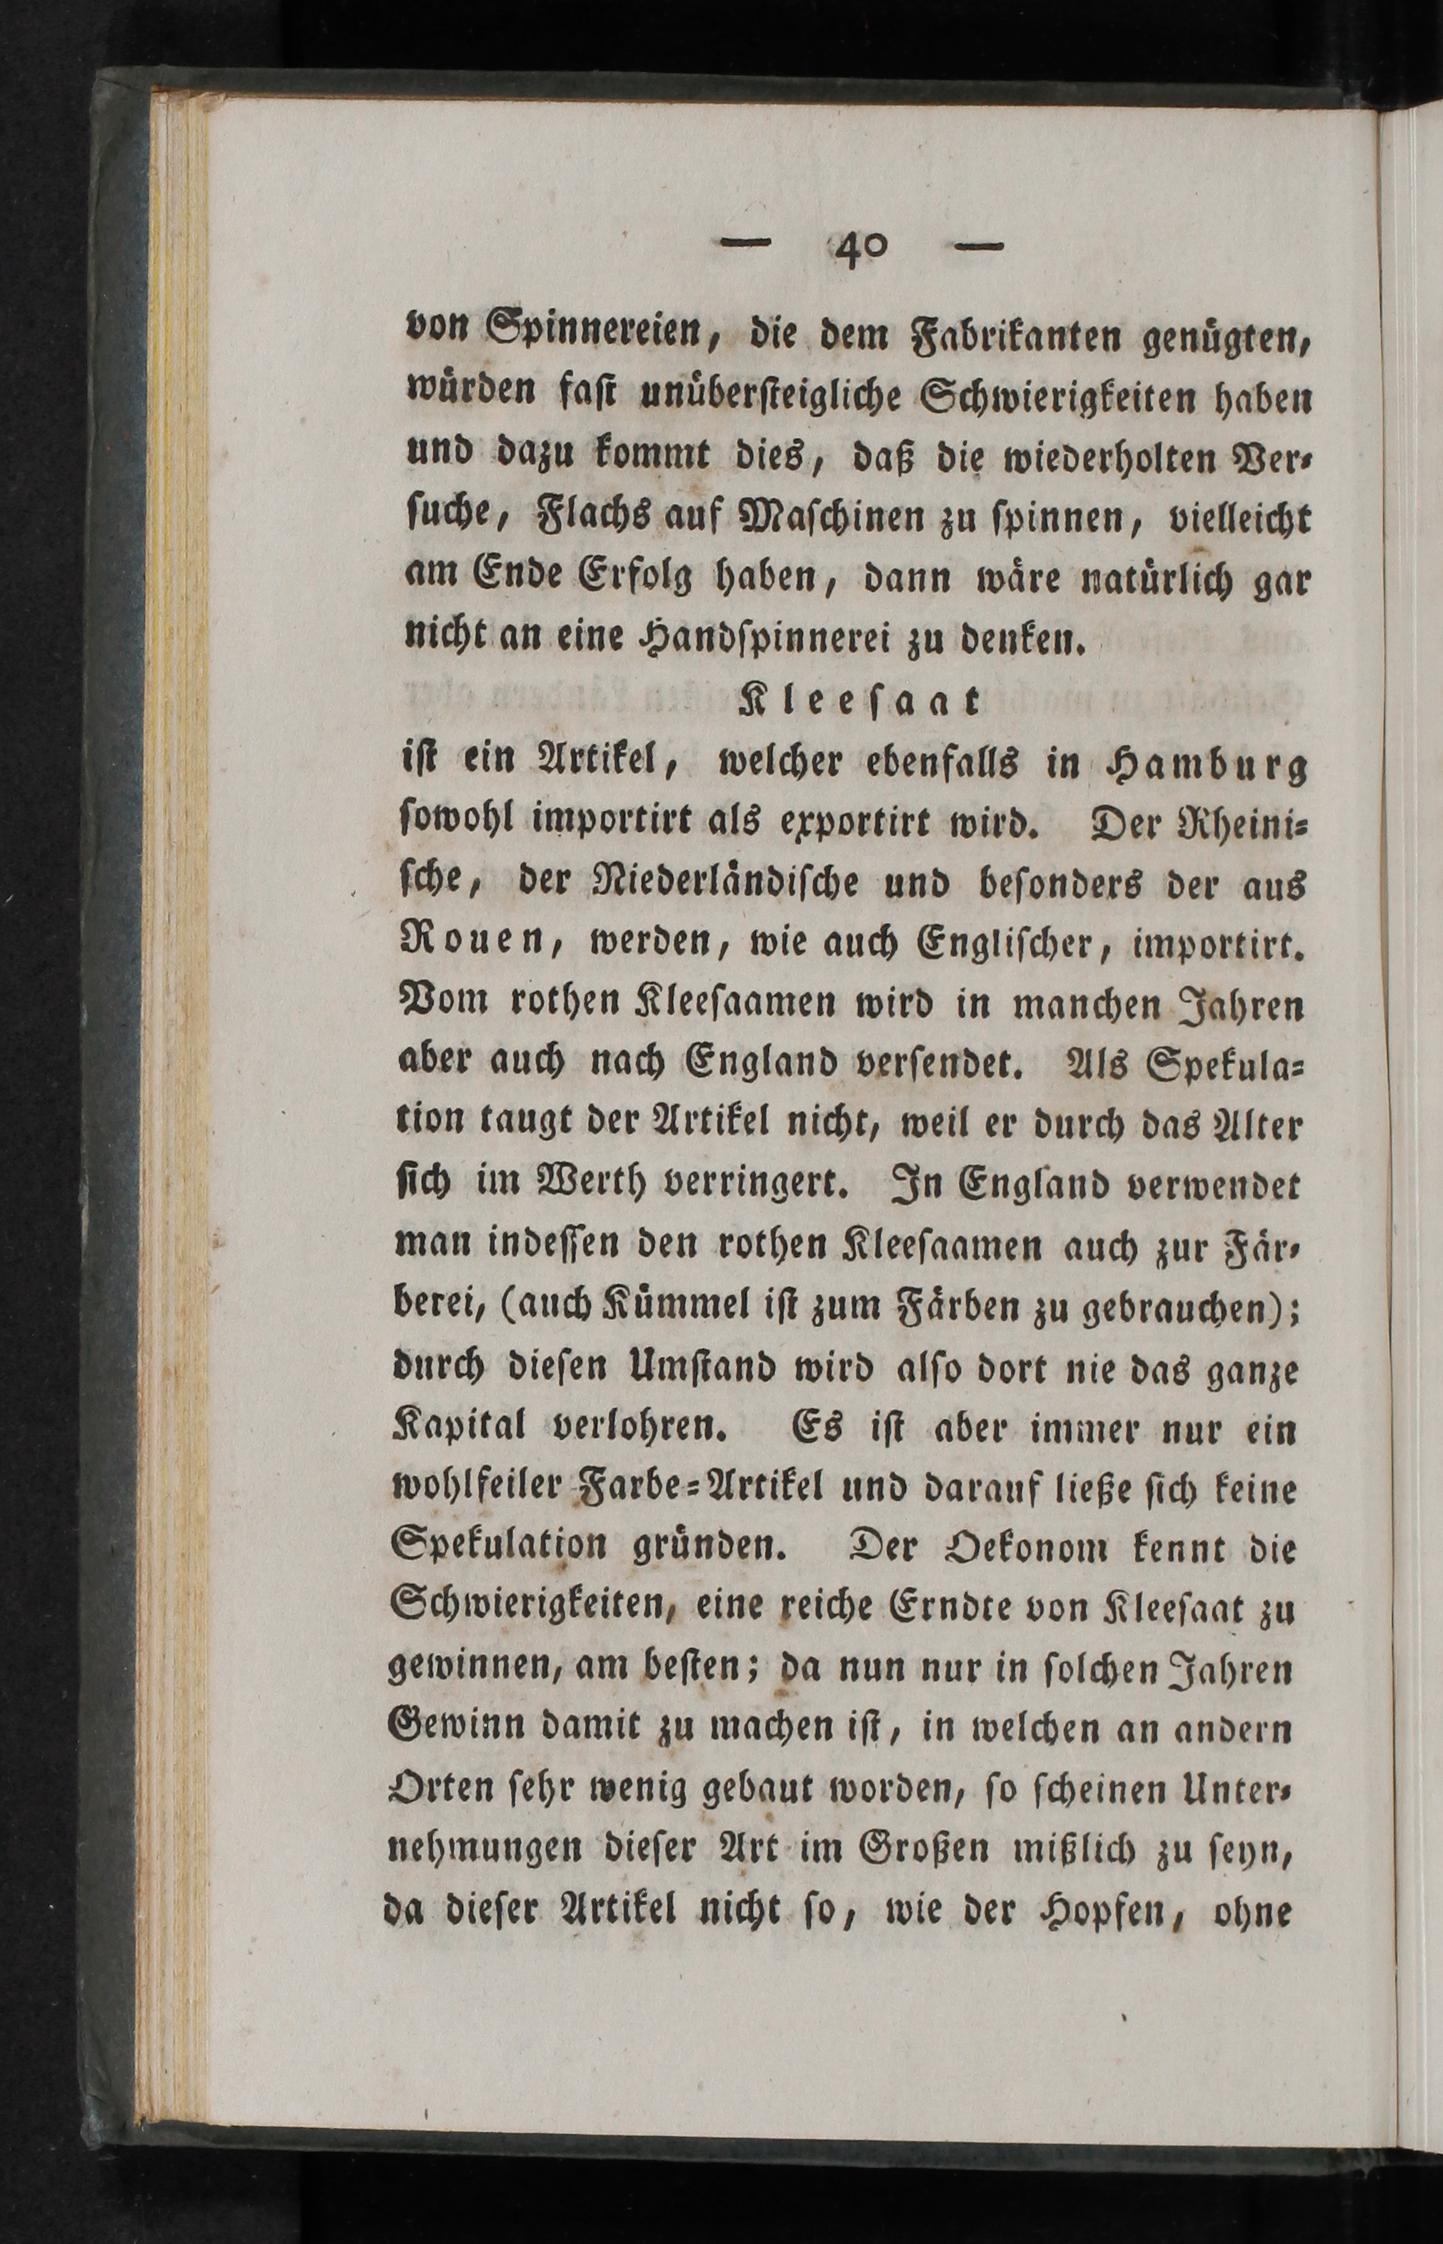 — 40 —
von Spinnereien, die dem Fabrikanten genügten,
würden faſt unüberſteigliche Schwierigkeiten haben
und dazu kommt dies, daß die wiederholten Ver-
ſuche, Flachs auf Maſchinen zu ſpinnen, vielleicht
am Ende Erfolg haben, dann wäre natürlich gar
nicht an eine Handſpinnerei zu denken.
Kleeſaat
iſt ein Artikel, welcher ebenfalls in Hamburg
ſowohl importirt als exportirt wird. Der Rheini-
ſche, der Niederländiſche und beſonders der aus
Rouen, werden, wie auch Engliſcher, importirt.
Vom rothen Kleeſaamen wird in manchen Jahren
aber auch nach England verſendet. Als Spekula-
tion taugt der Artikel nicht, weil er durch das Alter
ſich im Werth verringert. In England verwendet
man indeſſen den rothen Kleeſaamen auch zur Fär-
berei, (auch Kümmel iſt zum Färben zu gebrauchen);
durch dieſen Umſtand wird alſo dort nie das ganze
Kapital verlohren. Es iſt aber immer nur ein
wohlfeiler Farbe-Artikel und darauf ließe ſich keine
Spekulation gründen. Der Oekonom kennt die
Schwierigkeiten, eine reiche Erndte von Kleeſaat zu
gewinnen, am beſten; da nun nur in ſolchen Jahren
Gewinn damit zu machen iſt, in welchen an andern
Orten ſehr wenig gebaut worden, ſo ſcheinen Unter-
nehmungen dieſer Art im Großen mißlich zu ſeyn,
da dieſer Artikel nicht ſo, wie der Hopfen, ohne